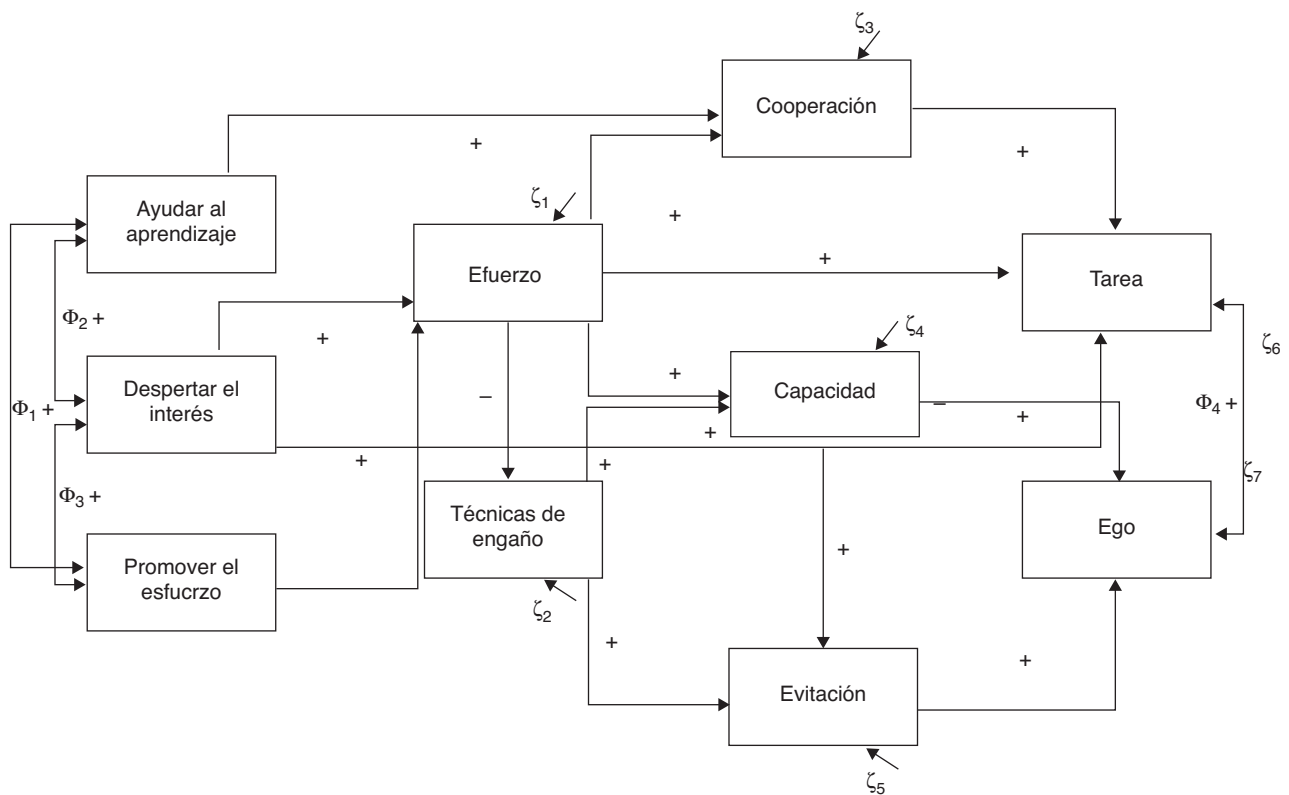 ζ3
Cooperación
+
+
Ayudar al
aprendizaje
ζ1
+
Efuerzo
+
Tarea
Φ2 +
+
ζ4
ζ6
Despertar el
interés
–
+
Capacidad
–
+
Φ1 +
Φ4 +
+
+
+
Φ3 +
ζ7
Técnicas de
engaño
Ego
Promover el
esfucrzo
+
ζ2
+
+
Evitación
ζ5